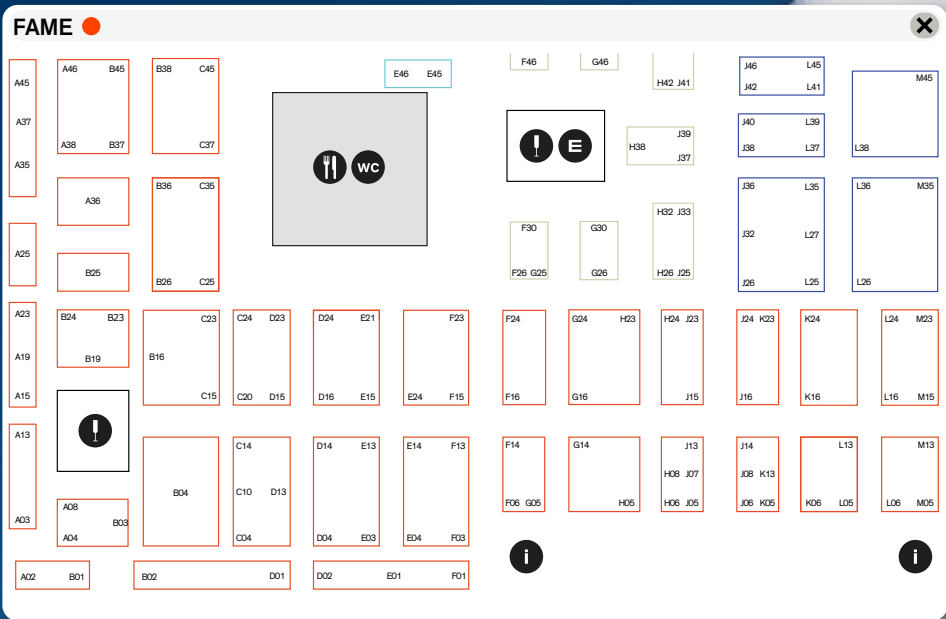 FAME
F46 G46
E46 E45
A46 B45 B38 C45
J46 L45
M45
A45
H42 J41
J42 L41
A37
J40 L39
J39
H38
A38 B37 C37
WC
E
J38 L37
L38
J37
A35
B36 C35
J36 L35
L36 M35
A36
H32 J33
F30 G30
J32 L27
A25
B25
B26 C25
F26 G25
G26
H26 J25
J26 L25
L26
A23
B24 B23
C23
C24 D23
D24 E21
F23
F24
G24 H23
H24 J23
J24 K23
K24
L24 M23
A19
B19
B16
A15
C15
C20 D15
D16 E15
E24 F15
F16
G16
J15
J16
K16
L16 M15
A13
C14
D14 E13
E14 F13
F14
G14
J13
J14
L13
M13
H08 J07
J08 K13
B04
C10 D13
A08
H06 J05
J06 K05
F06 G05
H05
K06 L05
L06 M05
A03
B03
A04
C04
D04 E03
E04 F03
i
i
A02 B01
B02 D01
D02 E01 F01